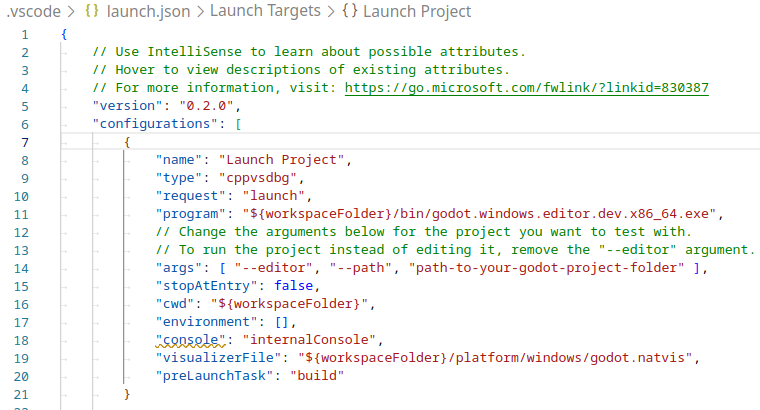 .vscode > {} launch.json > Launch Targets > {} Launch Project
1 {
2 // Use IntelliSense to learn about possible attributes.
3 // Hover to view descriptions of existing attributes.
4 // For more information, visit: https://go.microsoft.com/fwlink/?linkid=830387
5 "version": "0.2.0",
6 "configurations": [
7 {
8 "name": "Launch Project",
9 "type": "cppvsdbg",
10 "request": "launch",
11 "program": "${workspaceFolder}/bin/godot.windows.editor.dev.x86_64.exe",
12 // Change the arguments below for the project you want to test with.
13 // To run the project instead of editing it, remove the "--editor" argument.
14 "args": [ "--editor", "--path", "path-to-your-godot-project-folder" ],
15 "stopAtEntry": false,
16 "cwd": "${workspaceFolder}",
17 "environment": [],
18 "console": "internalConsole",
19 "visualizerFile": "${workspaceFolder}/platform/windows/godot.natvis",
20 "preLaunchTask": "build"
21 }